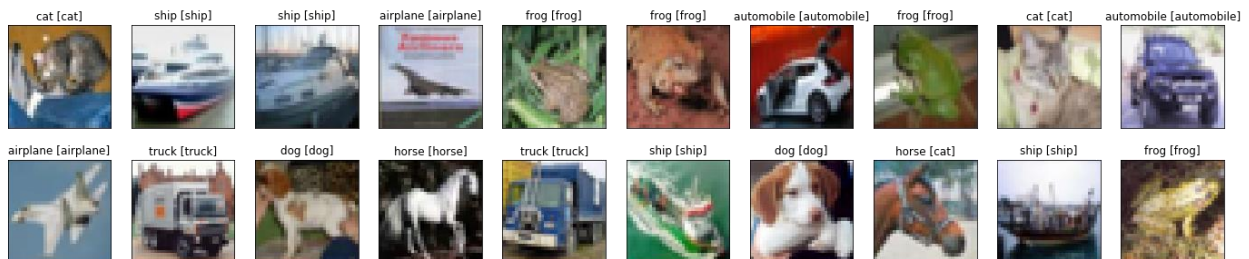 cat [cat] ship [ship] ship [ship] airplane [airplane] frog [frog] frog [frog] automobile [automobile] frog [frog] cat [cat] automobile [automobile]
airplane [airplane] truck [truck] dog [dog] horse [horse] truck [truck] ship [ship] dog [dog] horse [cat] ship [ship] frog [frog]